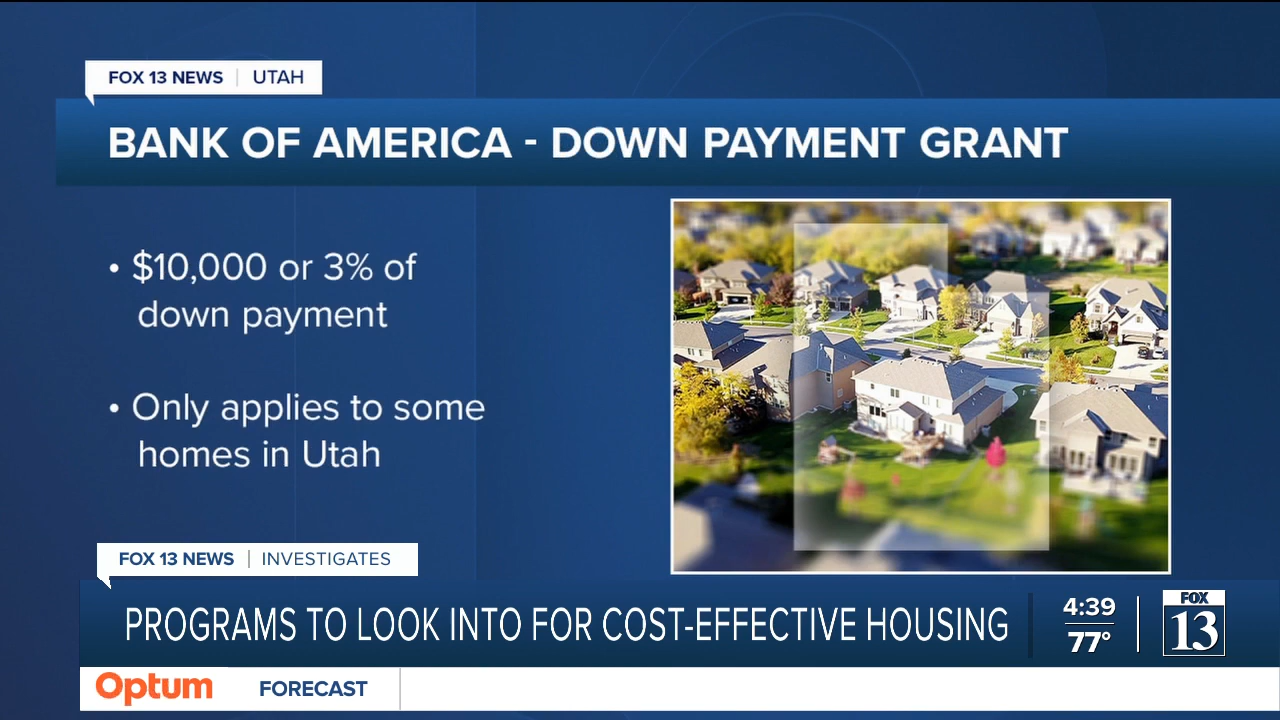 FOX 13 NEWS | UTAH
BANK OF AMERICA - DOWN PAYMENT GRANT
• $10,000 or 3% of
down payment
• Only applies to some
homes in Utah
FOX 13 NEWS | INVESTIGATES
PROGRAMS TO LOOK INTO FOR COST-EFFECTIVE HOUSING
4:39
77°
FOX
13
Optum FORECAST